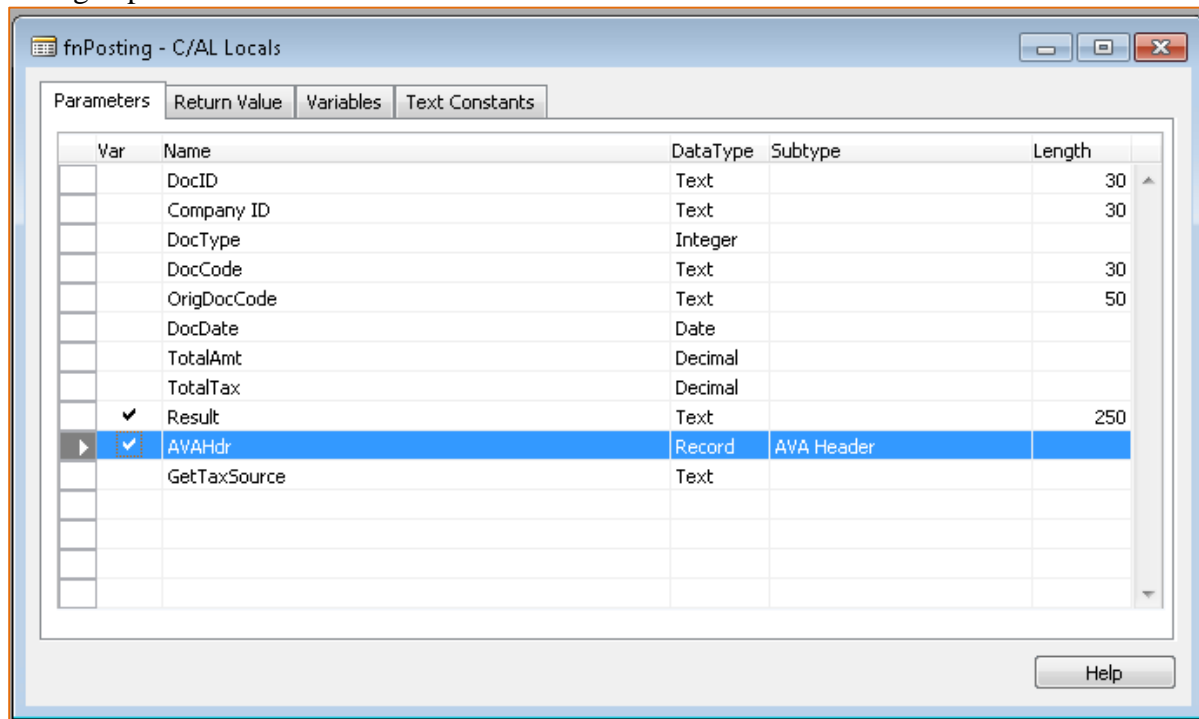 fnPosting - C/AL Locals
Parameters Return Value Variables Text Constants
Var Name DataType Subtype Length
DocID Text 30
Company ID Text 30
DocType Integer
DocCode Text 30
OrigDocCode Text 50
DocDate Date
TotalAmt Decimal
TotalTax Decimal
Result Text 250
AVAHdr Record AVA Header
GetTaxSource Text
Help